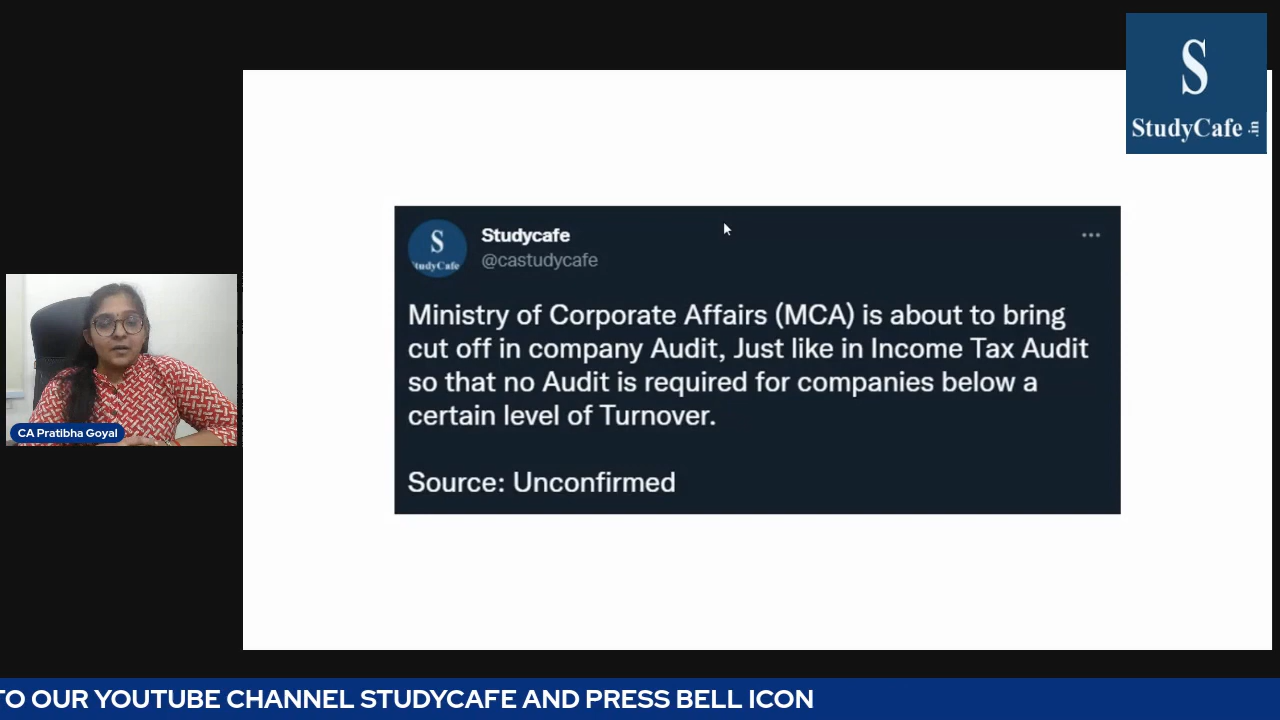 S
StudyCafe .in
S
tudyCafe
Studycafe
@castudycafe
Ministry of Corporate Affairs (MCA) is about to bring
cut off in company Audit, Just like in Income Tax Audit
so that no Audit is required for companies below a
certain level of Turnover.
Source: Unconfirmed
CA Pratibha Goyal
TO OUR YOUTUBE CHANNEL STUDYCAFE AND PRESS BELL ICON